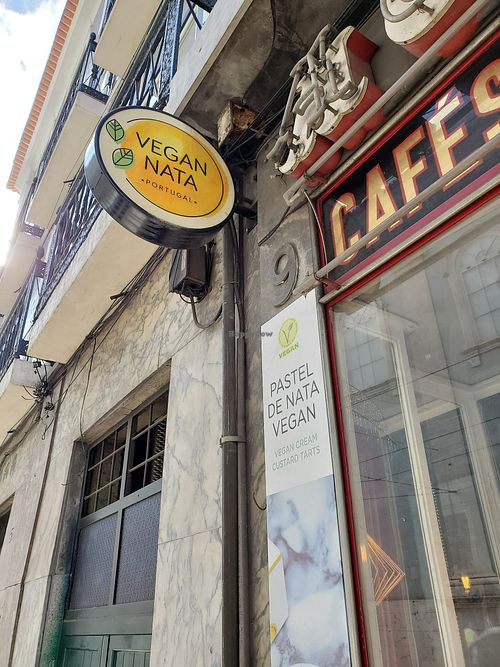 VEGAN
NATA
• PORTUGAL •
CAFÉS
9
VEGAN
PASTEL
DE NATA
VEGAN
VEGAN CREAM
CUSTARD TARTS